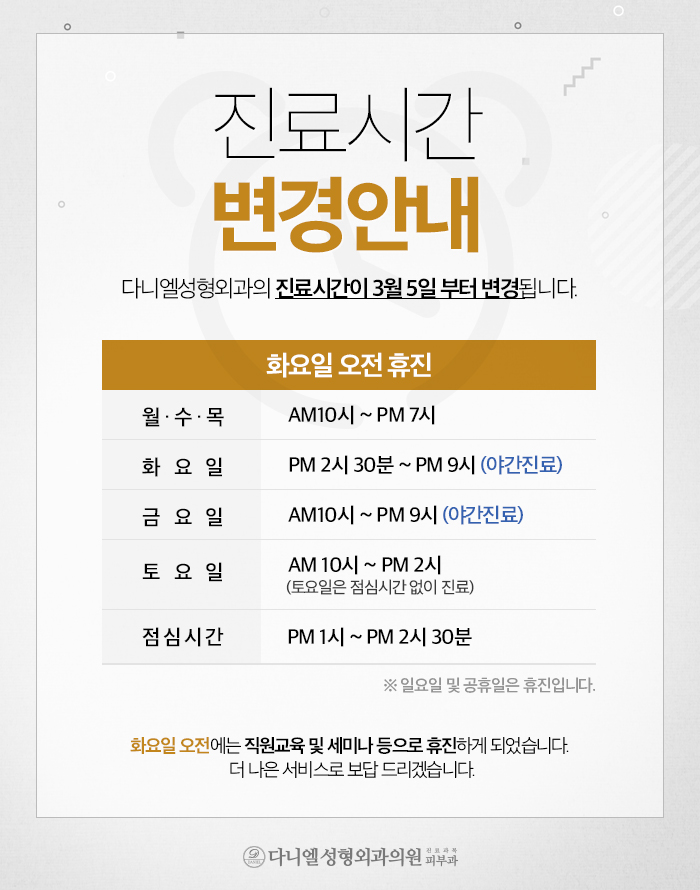 진료시간
변경안내
다니엘성형외과의 진료시간이 3월 5일 부터 변경됩니다.
화요일 오전 휴진
월·수·목 AM10시 ~ PM 7시
화 요 일 PM 2시 30분 ~ PM 9시 (야간진료)
금 요 일 AM10시 ~ PM 9시 (야간진료)
토 요 일 AM 10시 ~ PM 2시
(토요일은 점심시간 없이 진료)
점심시간 PM 1시 ~ PM 2시 30분
※ 일요일 및 공휴일은 휴진입니다.
화요일 오전에는 직원교육 및 세미나 등으로 휴진하게 되었습니다.
더 나은 서비스로 보답 드리겠습니다.
다니엘성형외과의원 진료과목 피부과